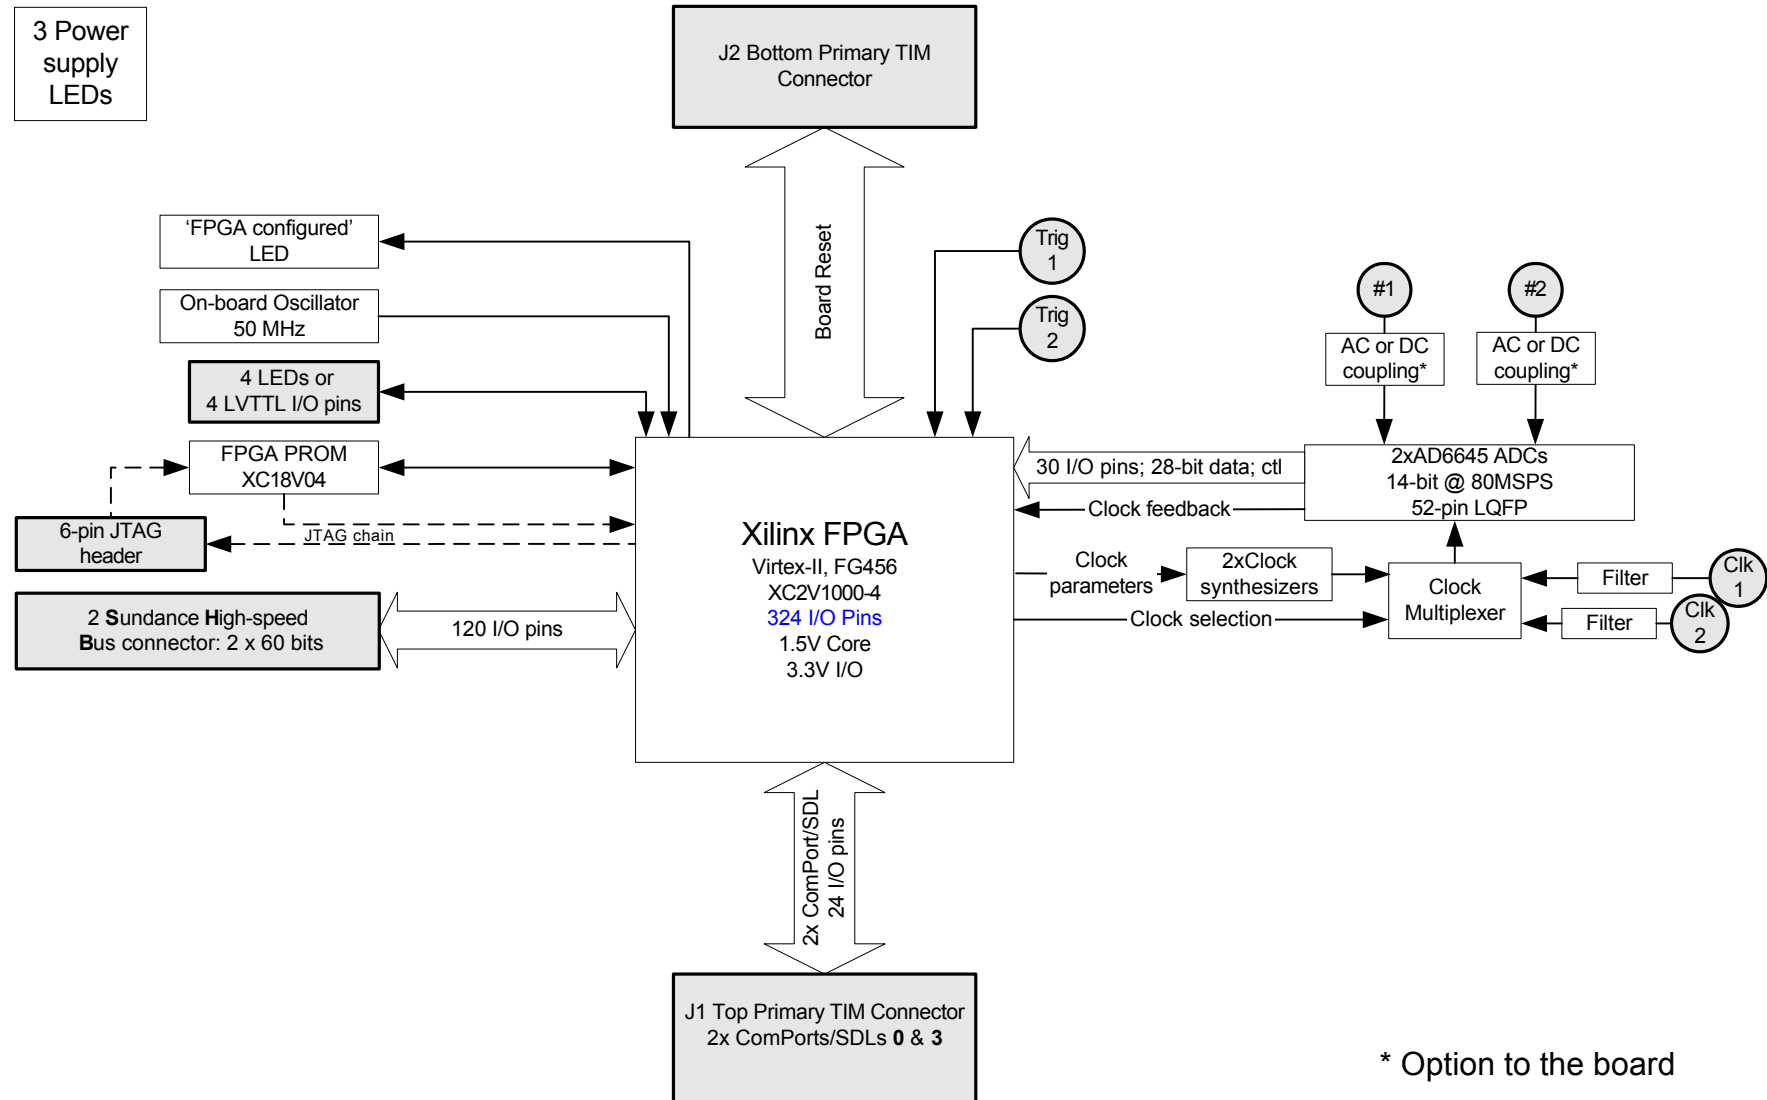 3 Power
supply
LEDs
J2 Bottom Primary TIM
Connector
Board Reset
'FPGA configured'
LED
On-board Oscillator
50 MHz
4 LEDs or
4 LVTTL I/O pins
FPGA PROM
XC18V04
6-pin JTAG
header
JTAG chain
2 Sundance High-speed
Bus connector: 2 x 60 bits
120 I/O pins
Trig
1
Trig
2
Xilinx FPGA
Virtex-II, FG456
XC2V1000-4
324 I/O Pins
1.5V Core
3.3V I/O
#1
#2
AC or DC
coupling*
AC or DC
coupling*
30 I/O pins; 28-bit data; ctl
2xAD6645 ADCs
14-bit @ 80MSPS
52-pin LQFP
Clock feedback
Clock
parameters
2xClock
synthesizers
Clock
Multiplexer
Clock selection
Filter
Clk
1
Filter
Clk
2
2x ComPort/SDL
24 I/O pins
J1 Top Primary TIM Connector
2x ComPorts/SDLs 0 & 3
* Option to the board